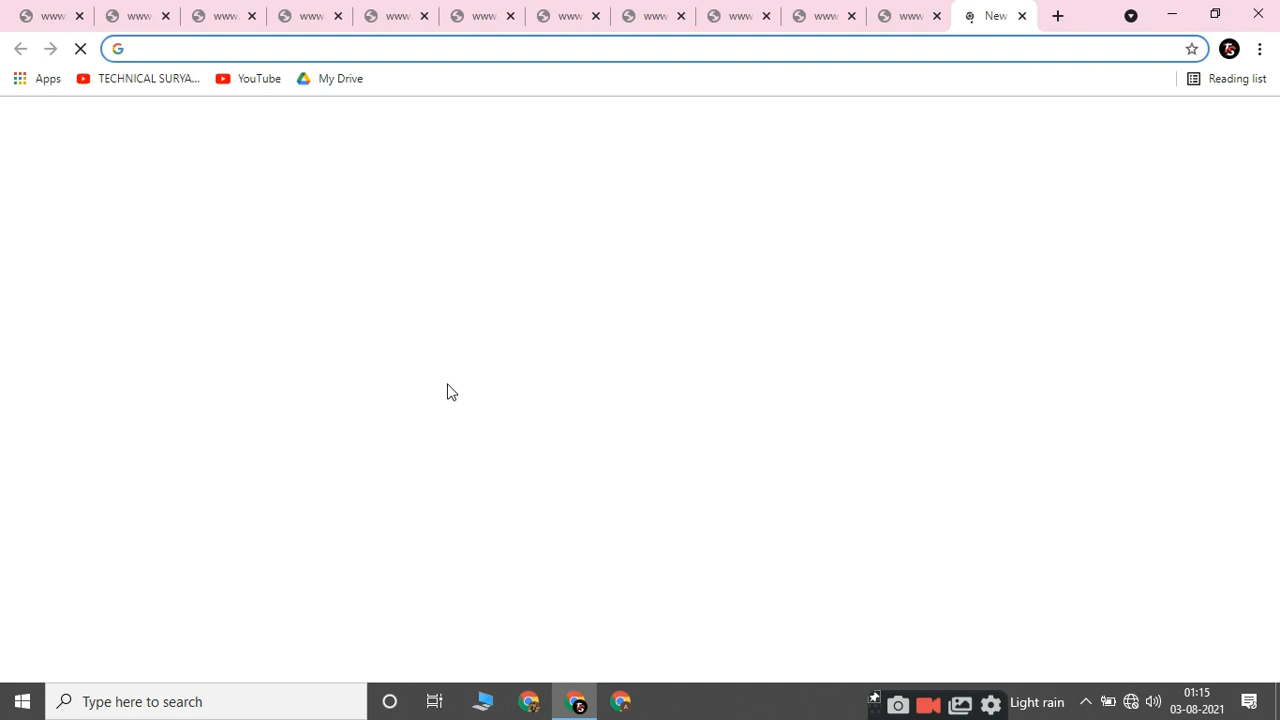 www. www. www. www. www. www. www. www. www. www. www. New
Apps TECHNICAL SURYA... YouTube My Drive Reading list
Type here to search Light rain 01:15
03-08-2021